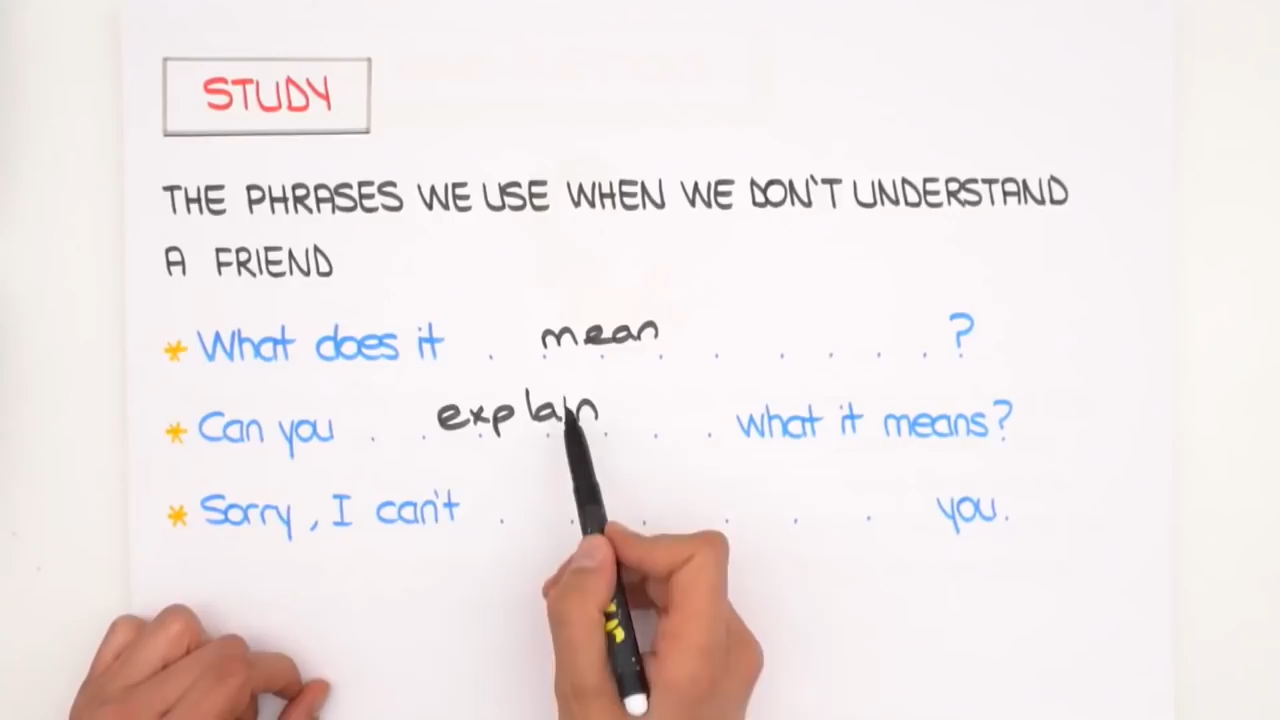 STUDY
THE PHRASES WE USE WHEN WE DON'T UNDERSTAND
A FRIEND
* What does it . mean . . . . . . ?
* Can you . . explain . . . what it means?
* Sorry, I can't . . . . . . you.